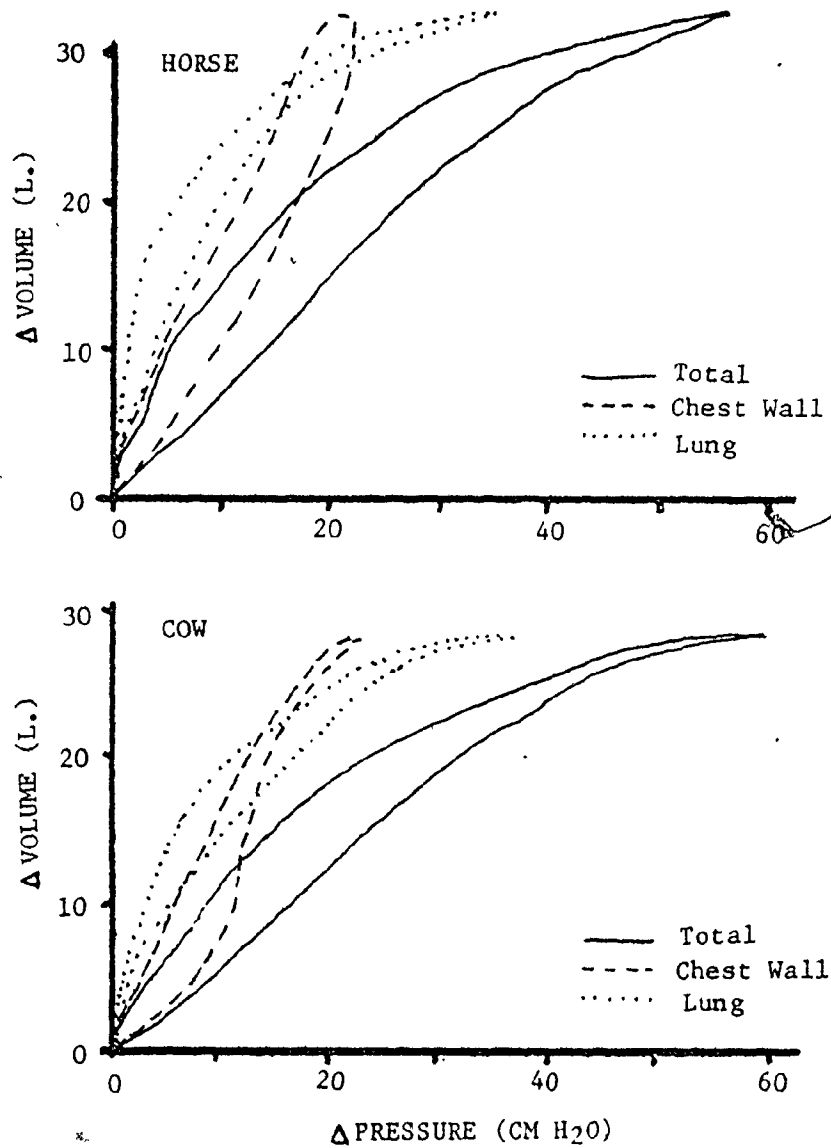 HORSE
Δ VOLUME (L.)
30
20
10
0
Total
Chest Wall
Lung
0 20 40 60
COW
Δ VOLUME (L.)
30
20
10
0
Total
Chest Wall
Lung
0 20 40 60
Δ PRESSURE (CM H2O)